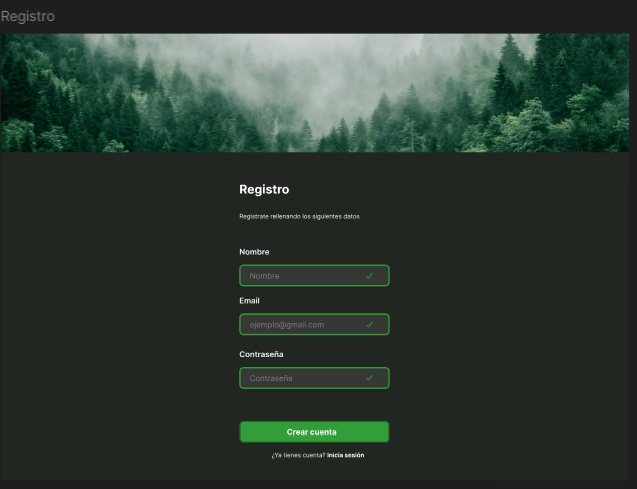 Registro
Registro
Registrate rellenando los siguientes datos
Nombre
Nombre
Email
ejemplo@gmail.com
Contraseña
Contraseña
Crear cuenta
¿Ya tienes cuenta? Inicia sesión